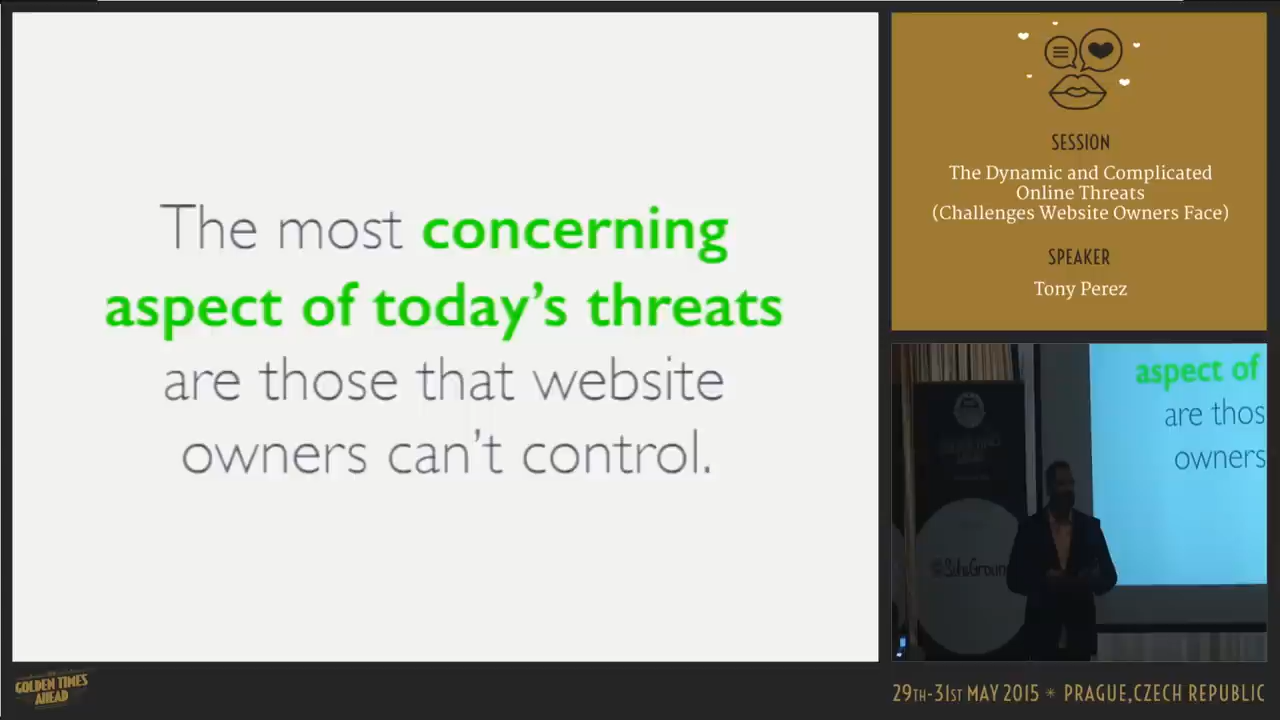 The most concerning
aspect of today's threats
are those that website
owners can't control.
SESSION
The Dynamic and Complicated
Online Threats
(Challenges Website Owners Face)
SPEAKER
Tony Perez
aspect of
are thos
owners
GOLDEN TIMES
AHEAD
29TH-31ST MAY 2015 * PRAGUE, CZECH REPUBLIC